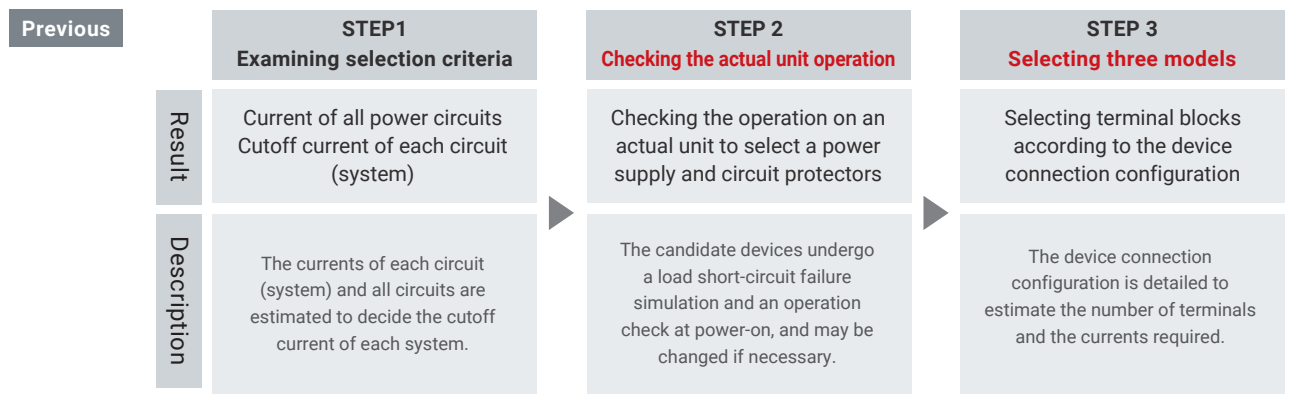 Previous
STEP1
Examining selection criteria
STEP 2
Checking the actual unit operation
STEP 3
Selecting three models
Result
Current of all power circuits
Cutoff current of each circuit
(system)
Checking the operation on an
actual unit to select a power
supply and circuit protectors
Selecting terminal blocks
according to the device
connection configuration
Description
The currents of each circuit
(system) and all circuits are
estimated to decide the cutoff
current of each system.
The candidate devices undergo
a load short-circuit failure
simulation and an operation
check at power-on, and may be
changed if necessary.
The device connection
configuration is detailed to
estimate the number of terminals
and the currents required.